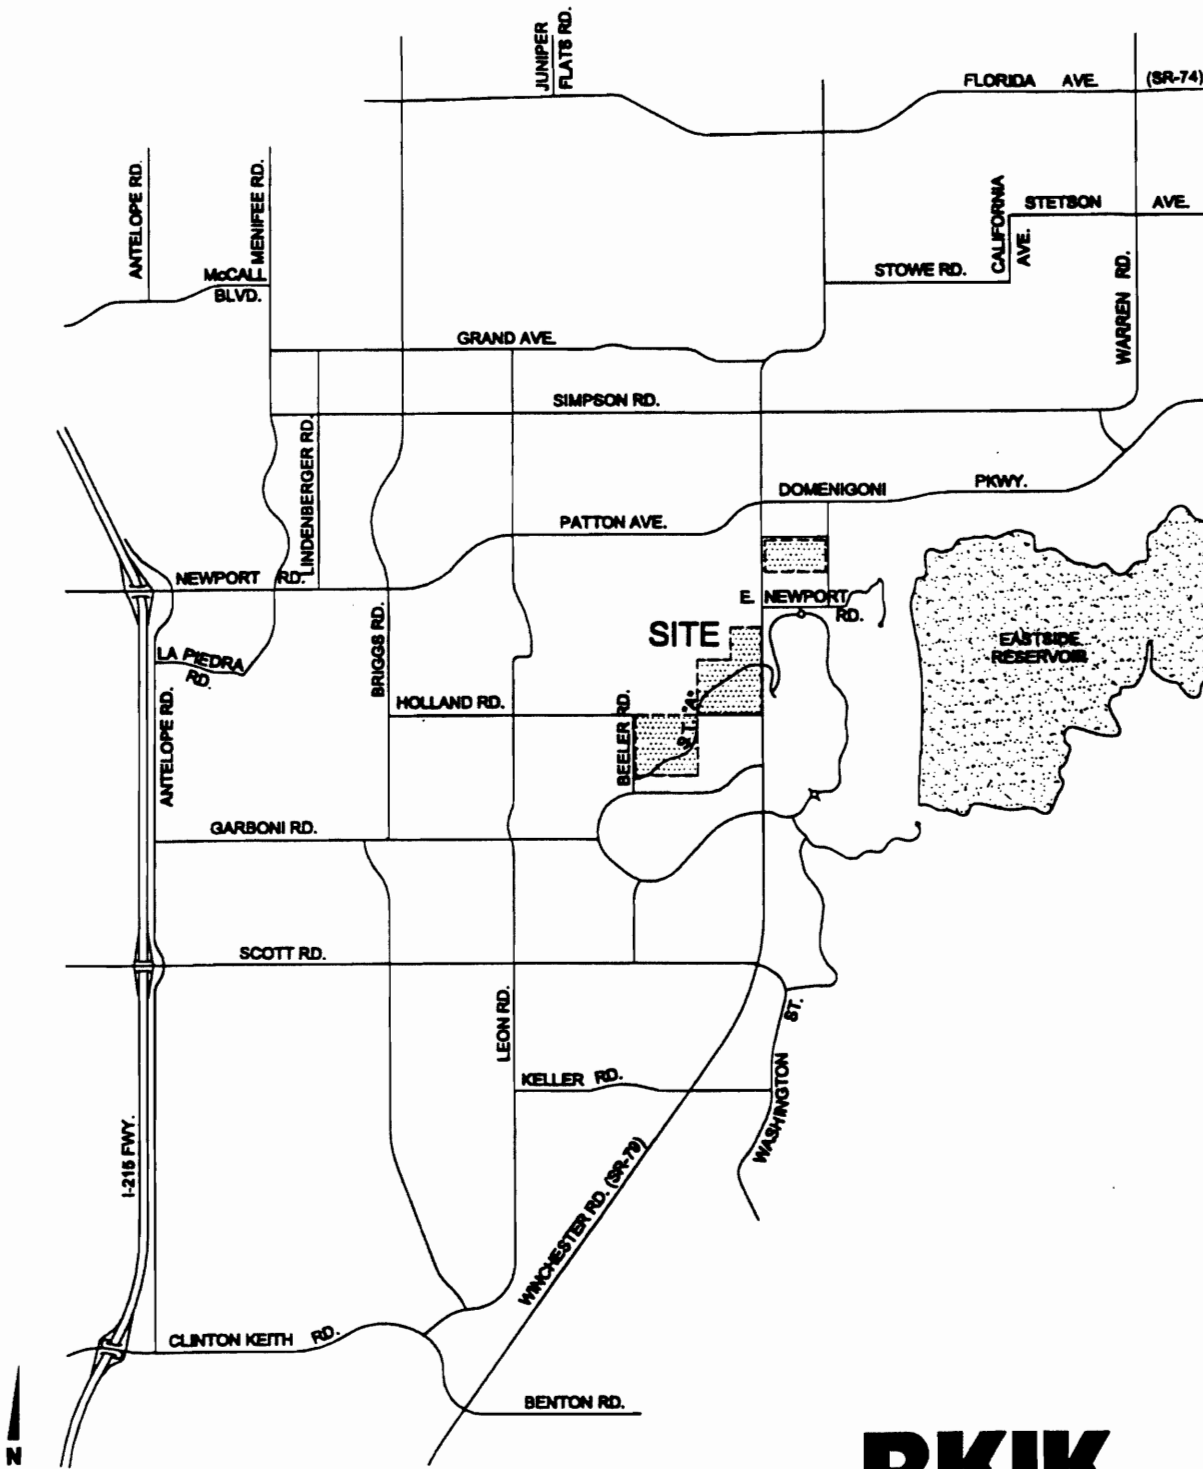 JUNIPER
FLATS RD.
FLORIDA AVE. (SR-74)
ANTELOPE RD.
MENIFEE RD.
CALIFORNIA
AVE.
STETSON AVE.
McCALL
BLVD.
STOWE RD.
WARREN RD.
GRAND AVE.
SIMPSON RD.
LINDENBERGER RD.
DOMENIGONI PKWY.
PATTON AVE.
NEWPORT RD.
E. NEWPORT
RD.
BRIGGS RD.
SITE
EASTSIDE
RESERVOIR
LA PIEDRA
RD.
ANTELOPE RD.
HOLLAND RD.
BEELER RD.
ST. "A"
GARBONI RD.
SCOTT RD.
LEON RD.
ST.
WASHINGTON
KELLER RD.
I-215 FWY.
WINCHESTER RD. (SR-79)
CLINTON KEITH RD.
BENTON RD.
N